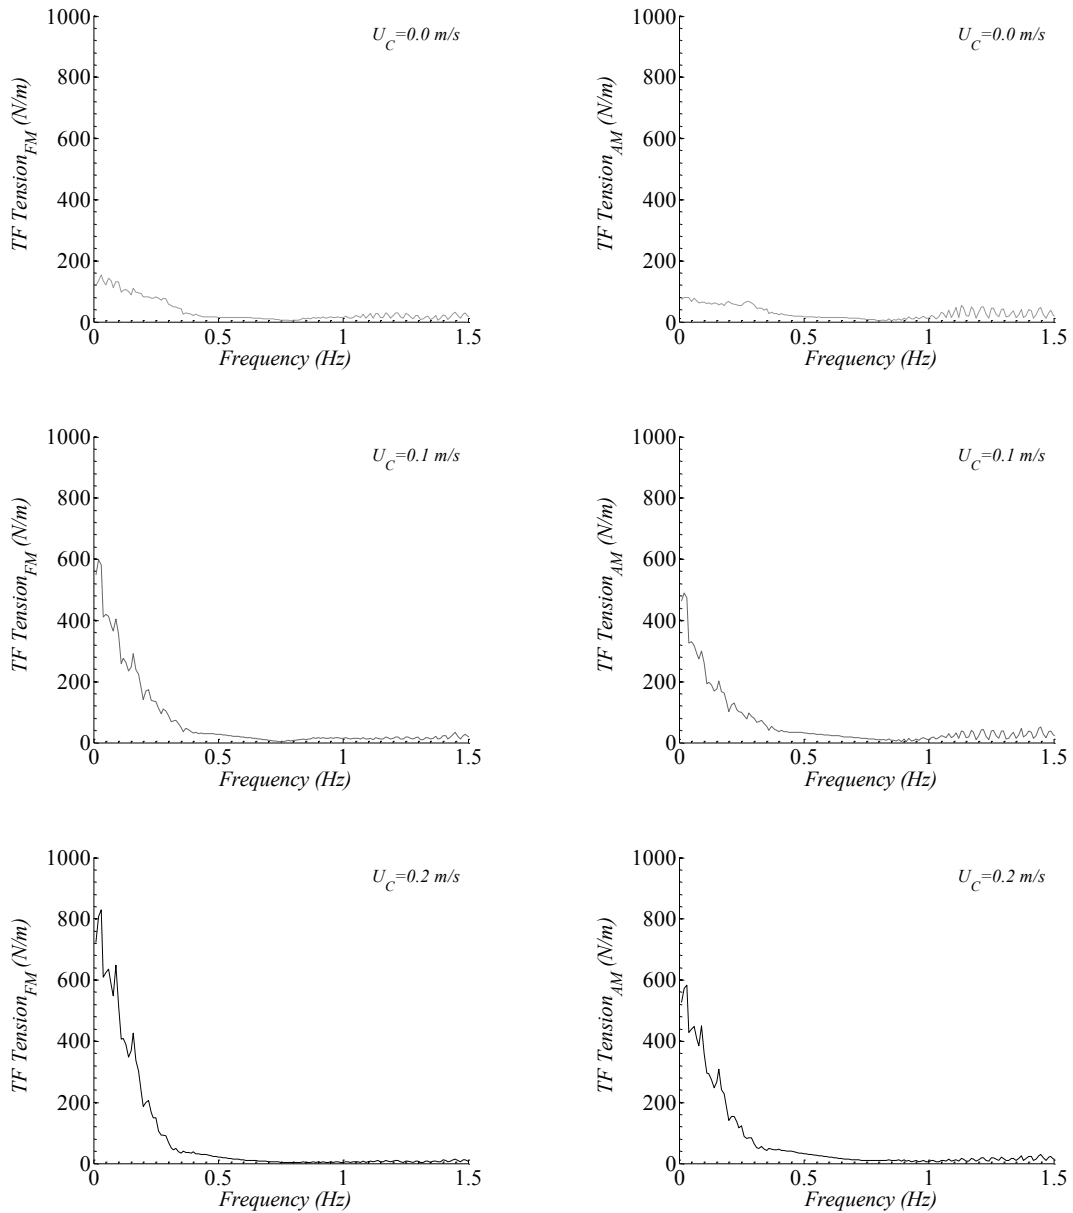 1000
800
600
400
200
0
TF Tension_FM (N/m)
U_C=0.0 m/s
0 0.5 1 1.5
Frequency (Hz)
1000
800
600
400
200
0
TF Tension_AM (N/m)
U_C=0.0 m/s
0 0.5 1 1.5
Frequency (Hz)
1000
800
600
400
200
0
TF Tension_FM (N/m)
U_C=0.1 m/s
0 0.5 1 1.5
Frequency (Hz)
1000
800
600
400
200
0
TF Tension_AM (N/m)
U_C=0.1 m/s
0 0.5 1 1.5
Frequency (Hz)
1000
800
600
400
200
0
TF Tension_FM (N/m)
U_C=0.2 m/s
0 0.5 1 1.5
Frequency (Hz)
1000
800
600
400
200
0
TF Tension_AM (N/m)
U_C=0.2 m/s
0 0.5 1 1.5
Frequency (Hz)